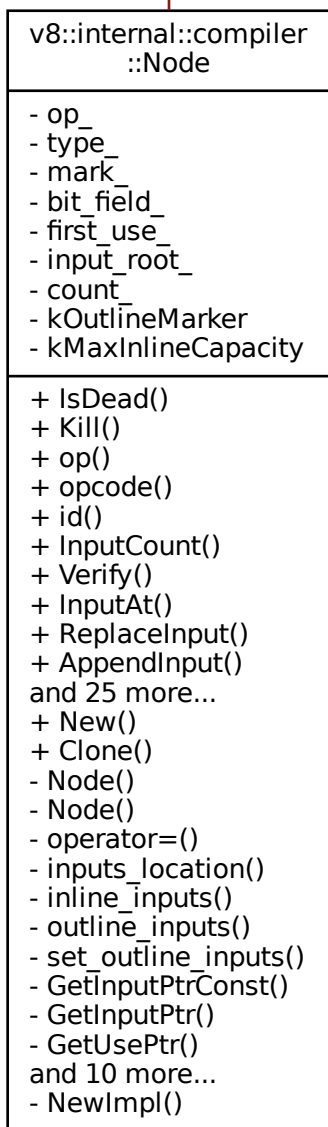 v8::internal::compiler
::Node
- op_
- type_
- mark_
- bit_field_
- first_use_
- input_root_
- count_
- kOutlineMarker
- kMaxInlineCapacity
+ IsDead()
+ Kill()
+ op()
+ opcode()
+ id()
+ InputCount()
+ Verify()
+ InputAt()
+ ReplaceInput()
+ AppendInput()
and 25 more...
+ New()
+ Clone()
- Node()
- Node()
- operator=()
- inputs_location()
- inline_inputs()
- outline_inputs()
- set_outline_inputs()
- GetInputPtrConst()
- GetInputPtr()
- GetUsePtr()
and 10 more...
- NewImpl()